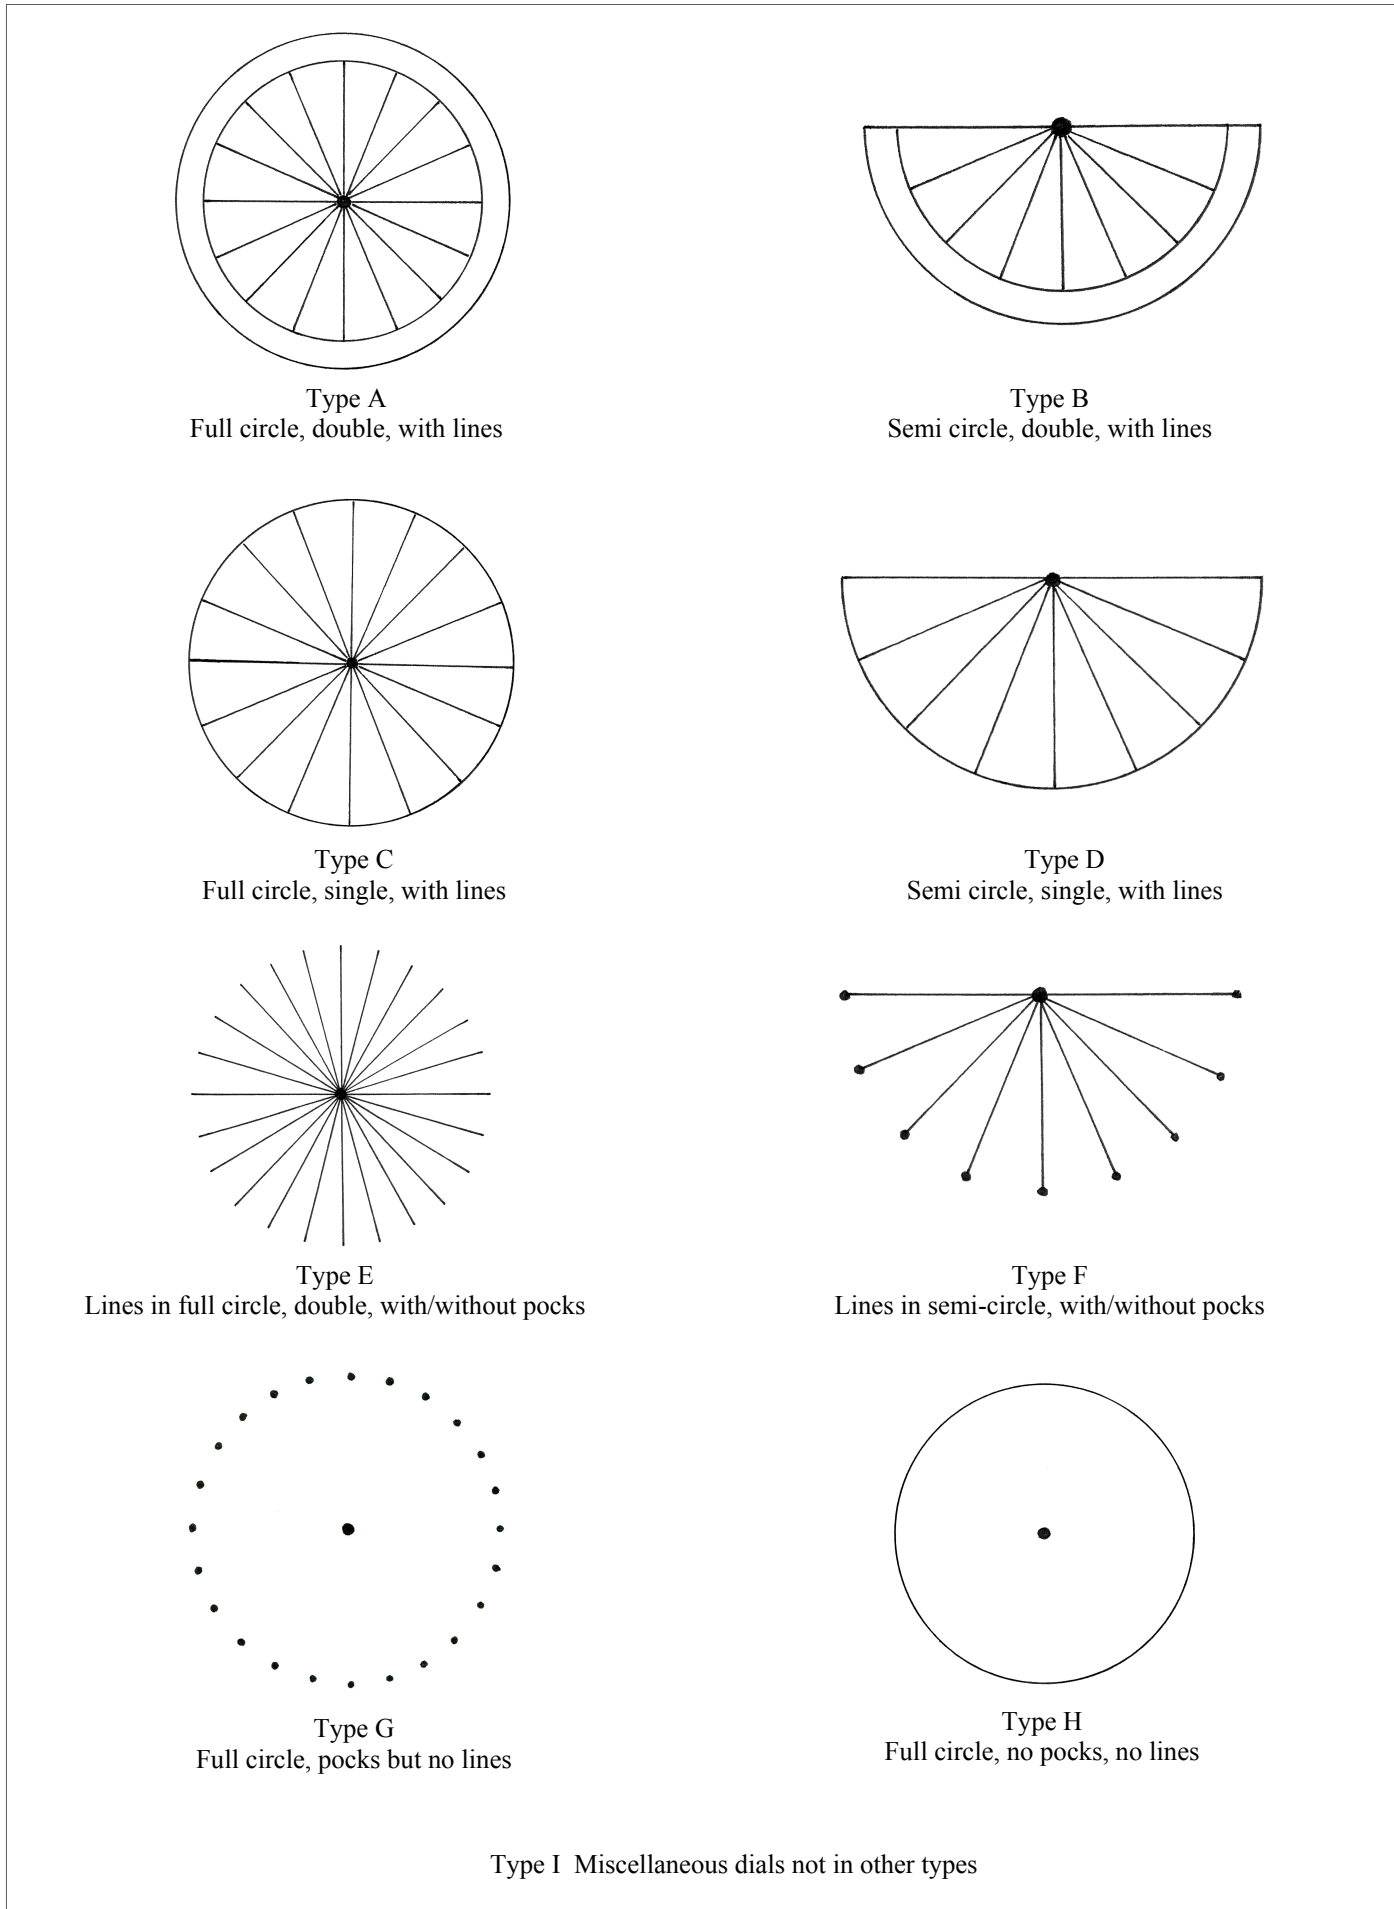 Type A
Full circle, double, with lines
Type B
Semi circle, double, with lines
Type C
Full circle, single, with lines
Type D
Semi circle, single, with lines
Type E
Lines in full circle, double, with/without pocks
Type F
Lines in semi-circle, with/without pocks
Type G
Full circle, pocks but no lines
Type H
Full circle, no pocks, no lines
Type I  Miscellaneous dials not in other types